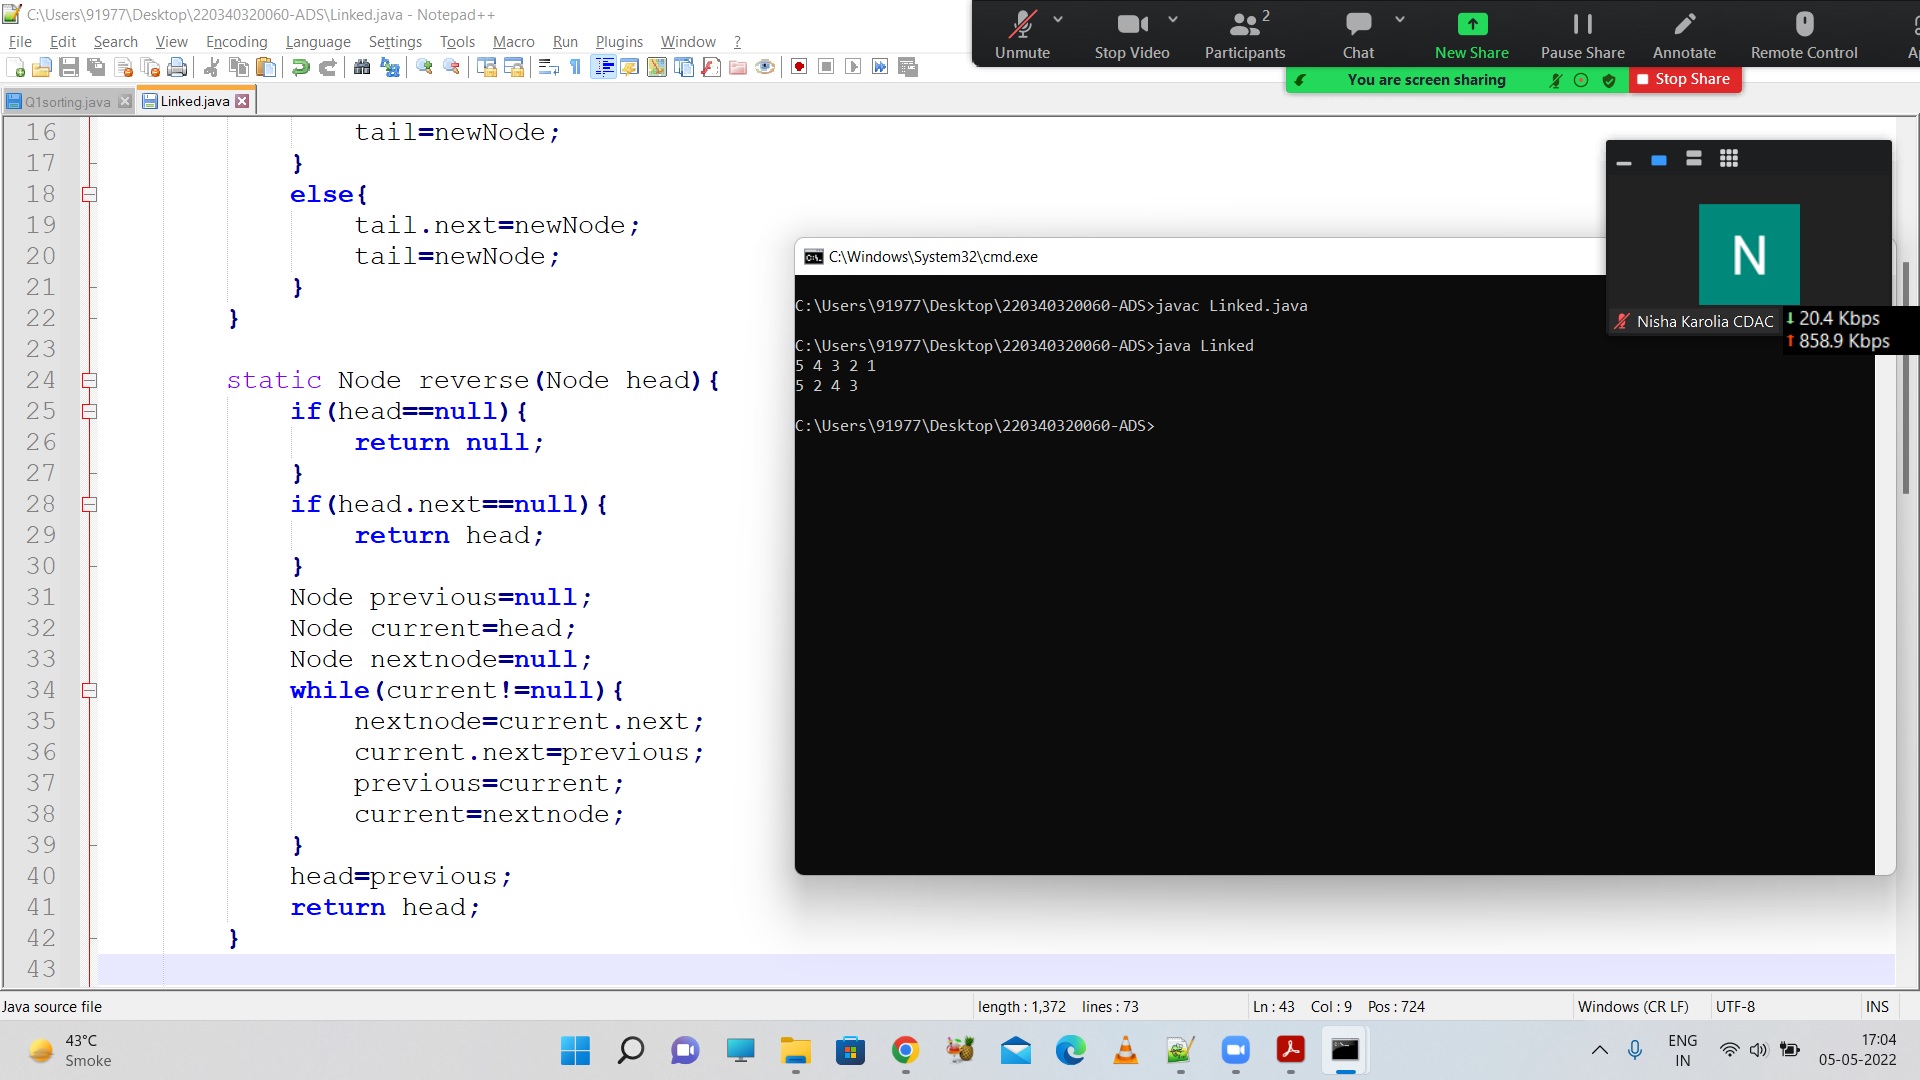 C:\Users\91977\Desktop\220340320060-ADS\Linked.java - Notepad++
File Edit Search View Encoding Language Settings Tools Macro Run Plugins Window ?
Unmute Stop Video Participants 2 Chat New Share Pause Share Annotate Remote Control
You are screen sharing Stop Share
Q1sorting.java Linked.java
16 tail=newNode;
17 }
18 else{
19 tail.next=newNode;
20 tail=newNode;
21 }
22 }
23
24 static Node reverse(Node head){
25 if(head==null){
26 return null;
27 }
28 if(head.next==null){
29 return head;
30 }
31 Node previous=null;
32 Node current=head;
33 Node nextnode=null;
34 while(current!=null){
35 nextnode=current.next;
36 current.next=previous;
37 previous=current;
38 current=nextnode;
39 }
40 head=previous;
41 return head;
42 }
43
C:\Windows\System32\cmd.exe
C:\Users\91977\Desktop\220340320060-ADS>javac Linked.java
C:\Users\91977\Desktop\220340320060-ADS>java Linked
5 4 3 2 1
5 2 4 3
C:\Users\91977\Desktop\220340320060-ADS>
N
Nisha Karolia CDAC
20.4 Kbps
858.9 Kbps
Java source file length : 1,372 lines : 73 Ln : 43 Col : 9 Pos : 724 Windows (CR LF) UTF-8 INS
43°C
Smoke
ENG
IN
17:04
05-05-2022